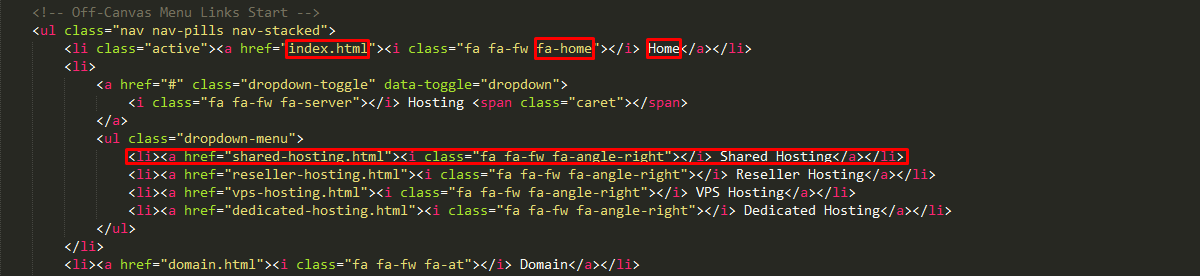 <!-- Off-Canvas Menu Links Start -->
<ul class="nav nav-pills nav-stacked">
<li class="active"><a href="index.html"><i class="fa fa-fw fa-home"></i> Home</a></li>
<li>
<a href="#" class="dropdown-toggle" data-toggle="dropdown">
<i class="fa fa-fw fa-server"></i> Hosting <span class="caret"></span>
</a>
<ul class="dropdown-menu">
<li><a href="shared-hosting.html"><i class="fa fa-fw fa-angle-right"></i> Shared Hosting</a></li>
<li><a href="reseller-hosting.html"><i class="fa fa-fw fa-angle-right"></i> Reseller Hosting</a></li>
<li><a href="vps-hosting.html"><i class="fa fa-fw fa-angle-right"></i> VPS Hosting</a></li>
<li><a href="dedicated-hosting.html"><i class="fa fa-fw fa-angle-right"></i> Dedicated Hosting</a></li>
</ul>
</li>
<li><a href="domain.html"><i class="fa fa-fw fa-at"></i> Domain</a></li>